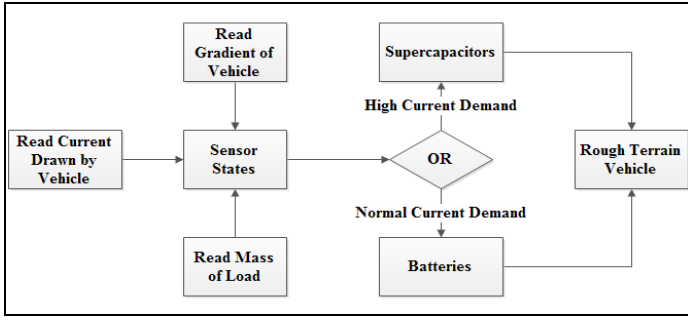 Read
Gradient of
Vehicle
Supercapacitors
High Current Demand
Read Current
Drawn by
Vehicle
Sensor
States
OR
Rough Terrain
Vehicle
Normal Current Demand
Read Mass
of Load
Batteries